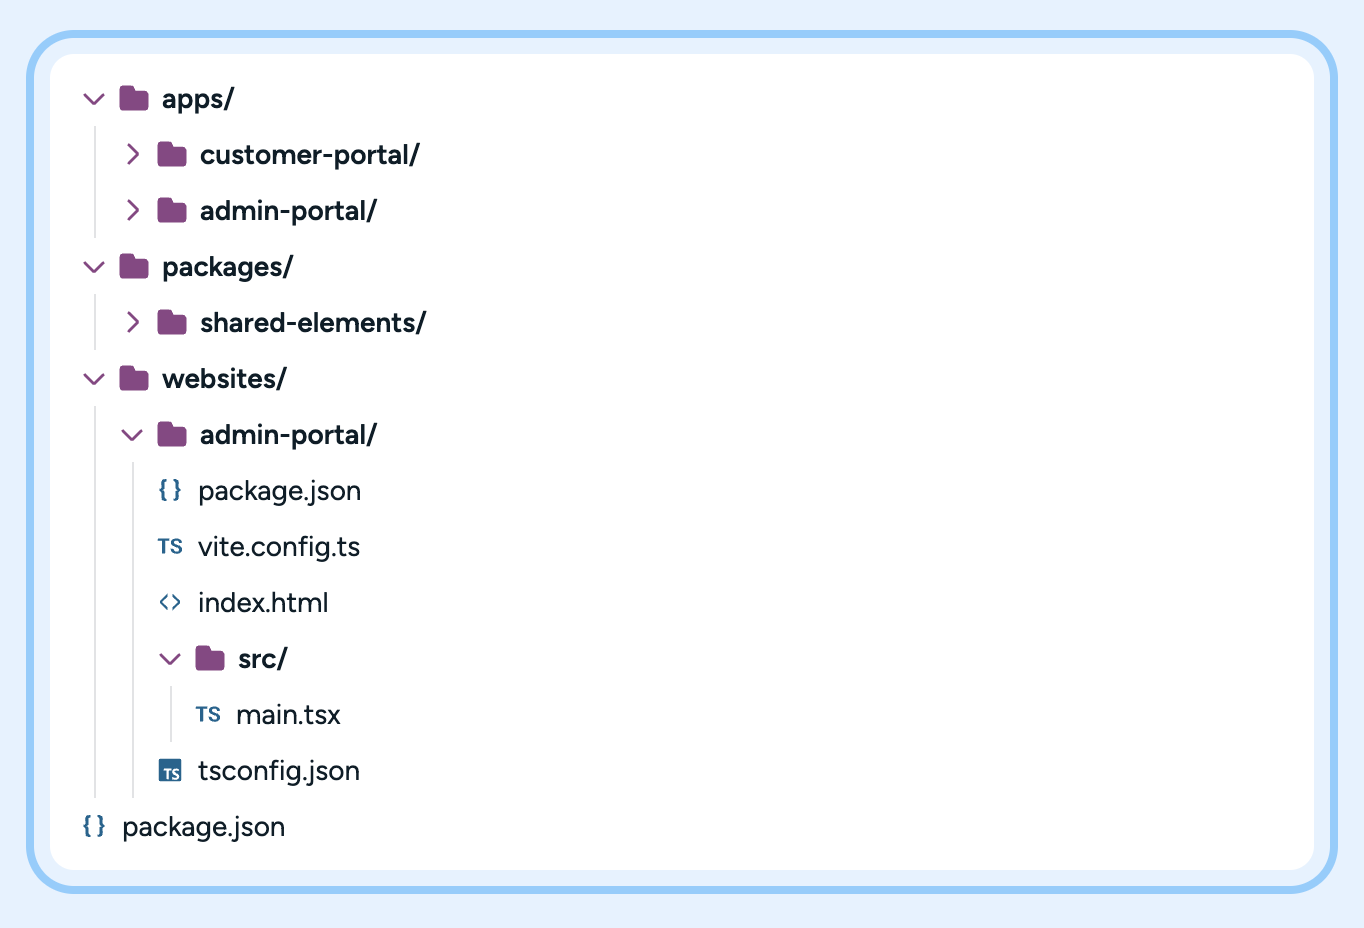 apps/
customer-portal/
admin-portal/
packages/
shared-elements/
websites/
admin-portal/
{} package.json
TS vite.config.ts
<> index.html
src/
TS main.tsx
TS tsconfig.json
{} package.json